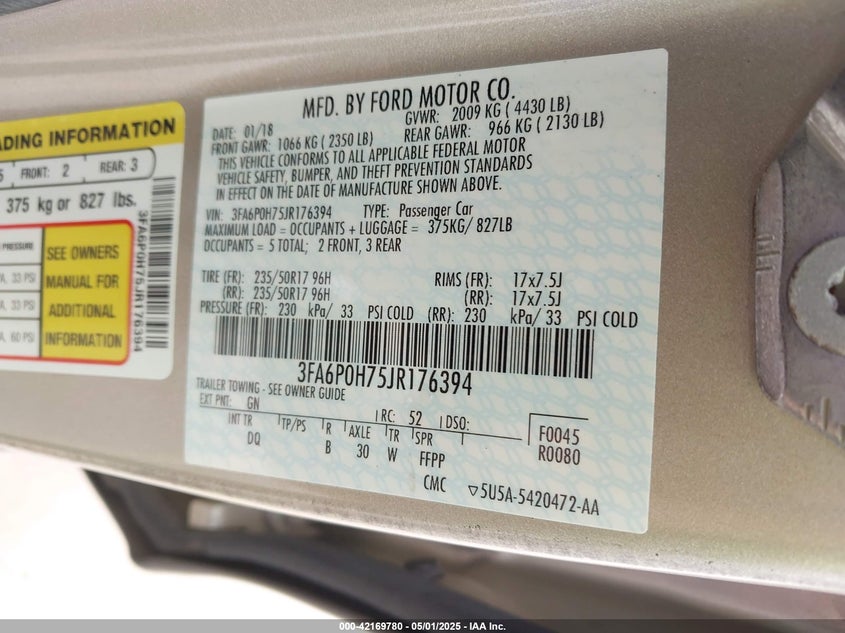 ADING INFORMATION
5 FRONT: 2 REAR: 3
375 kg or 827 lbs.
PRESSURE
33 PSI
33 PSI
60 PSI
SEE OWNERS
MANUAL FOR
ADDITIONAL
INFORMATION
3FA6P0H75JR176394
MFD. BY FORD MOTOR CO.
DATE: 01/18 GVWR: 2009 KG ( 4430 LB)
FRONT GAWR: 1066 KG ( 2350 LB) REAR GAWR: 966 KG ( 2130 LB)
THIS VEHICLE CONFORMS TO ALL APPLICABLE FEDERAL MOTOR
VEHICLE SAFETY, BUMPER, AND THEFT PREVENTION STANDARDS
IN EFFECT ON THE DATE OF MANUFACTURE SHOWN ABOVE.
VIN: 3FA6P0H75JR176394 TYPE: Passenger Car
MAXIMUM LOAD = OCCUPANTS + LUGGAGE = 375KG/ 827LB
OCCUPANTS = 5 TOTAL; 2 FRONT, 3 REAR
TIRE (FR): 235/50R17 96H RIMS (FR): 17x7.5J
(RR): 235/50R17 96H (RR): 17x7.5J
PRESSURE (FR): 230 kPa/ 33 PSI COLD (RR): 230 kPa/ 33 PSI COLD
3FA6P0H75JR176394
TRAILER TOWING - SEE OWNER GUIDE
EXT PNT: GN RC: 52 DSO:
INT TR TP/PS R AXLE TR SPR F0045
DQ B 30 W FFPP R0080
CMC ▽5U5A-5420472-AA
000-42169780 - 05/01/2025 - IAA Inc.